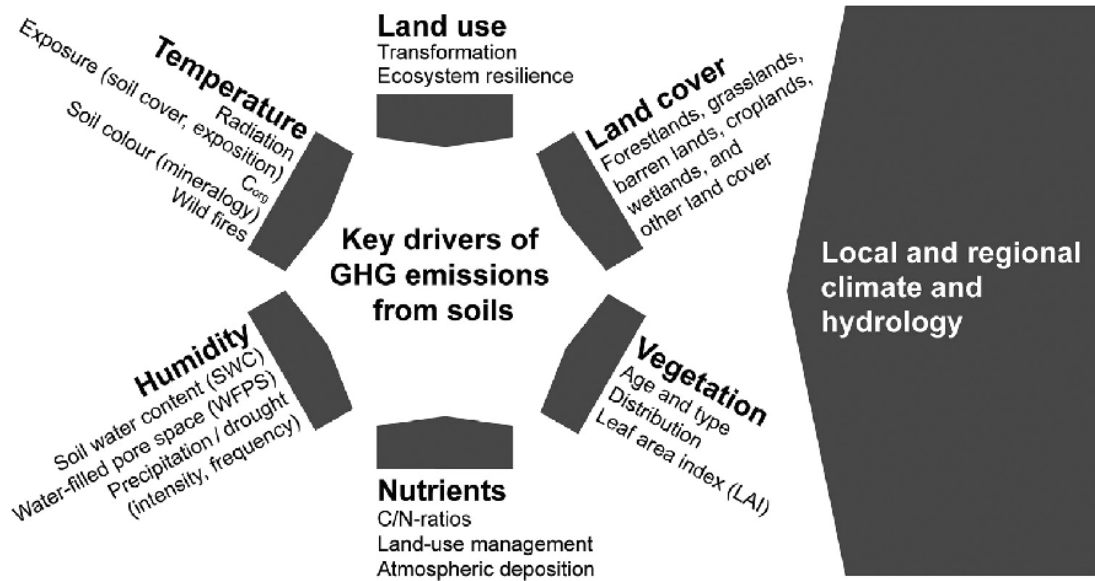 Land use
Transformation
Ecosystem resilience
Temperature
Exposure (soil cover, exposition)
Radiation
C_org
Soil colour (mineralogy)
Wild fires
Land cover
Forestlands, grasslands,
barren lands, croplands,
wetlands, and
other land cover
Key drivers of
GHG emissions
from soils
Local and regional
climate and
hydrology
Humidity
Soil water content (SWC)
Water-filled pore space (WFPS)
Precipitation / drought
(intensity, frequency)
Vegetation
Age and type
Distribution
Leaf area index (LAI)
Nutrients
C/N-ratios
Land-use management
Atmospheric deposition